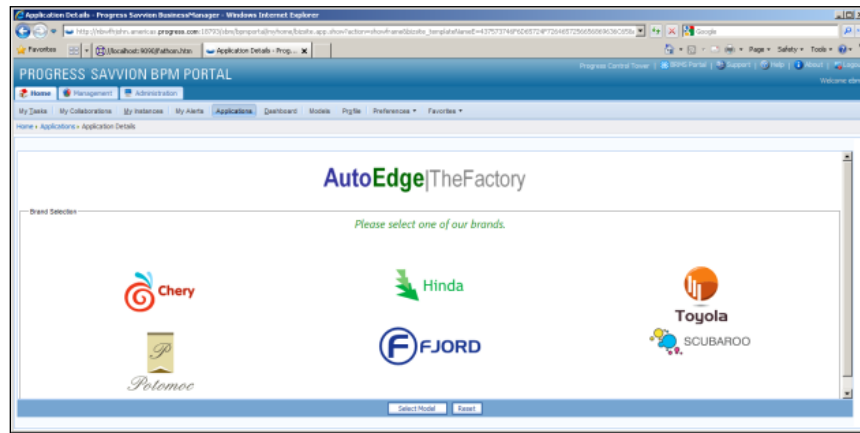 Application Details - Progress Savvion BusinessManager - Windows Internet Explorer
Google
Favorites
Application Details - Prog... X
Page Safety Tools
PROGRESS SAVVION BPM PORTAL
Progress Control Tower | BRMS Portal | Support | Help | About |
Welcome
Home Management Administration
My Tasks My Collaborations My Instances My Alerts Applications Dashboard Models Profile Preferences Favorites
Home » Applications » Application Details
AutoEdge|TheFactory
Brand Selection
Please select one of our brands.
Chery
Hinda
Toyola
P
Potomoc
F FJORD
SCUBAROO
Select Model Reset